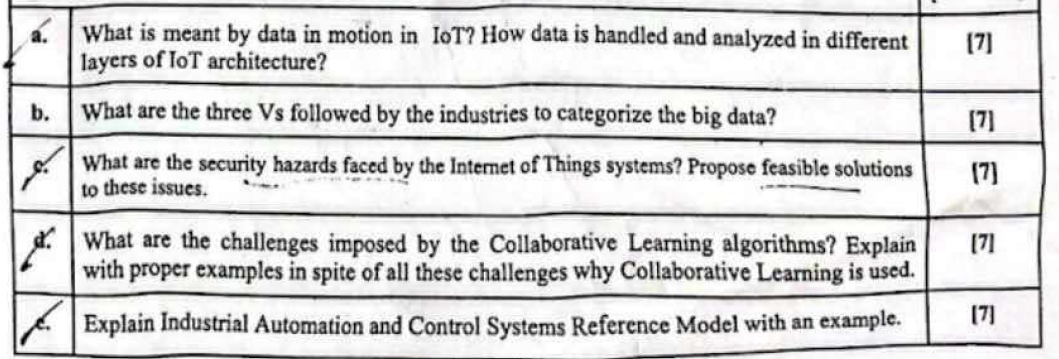 a. What is meant by data in motion in IoT? How data is handled and analyzed in different [7]
layers of IoT architecture?
b. What are the three Vs followed by the industries to categorize the big data? [7]
c. What are the security hazards faced by the Internet of Things systems? Propose feasible solutions [7]
to these issues.
d. What are the challenges imposed by the Collaborative Learning algorithms? Explain [7]
with proper examples in spite of all these challenges why Collaborative Learning is used.
e. Explain Industrial Automation and Control Systems Reference Model with an example. [7]